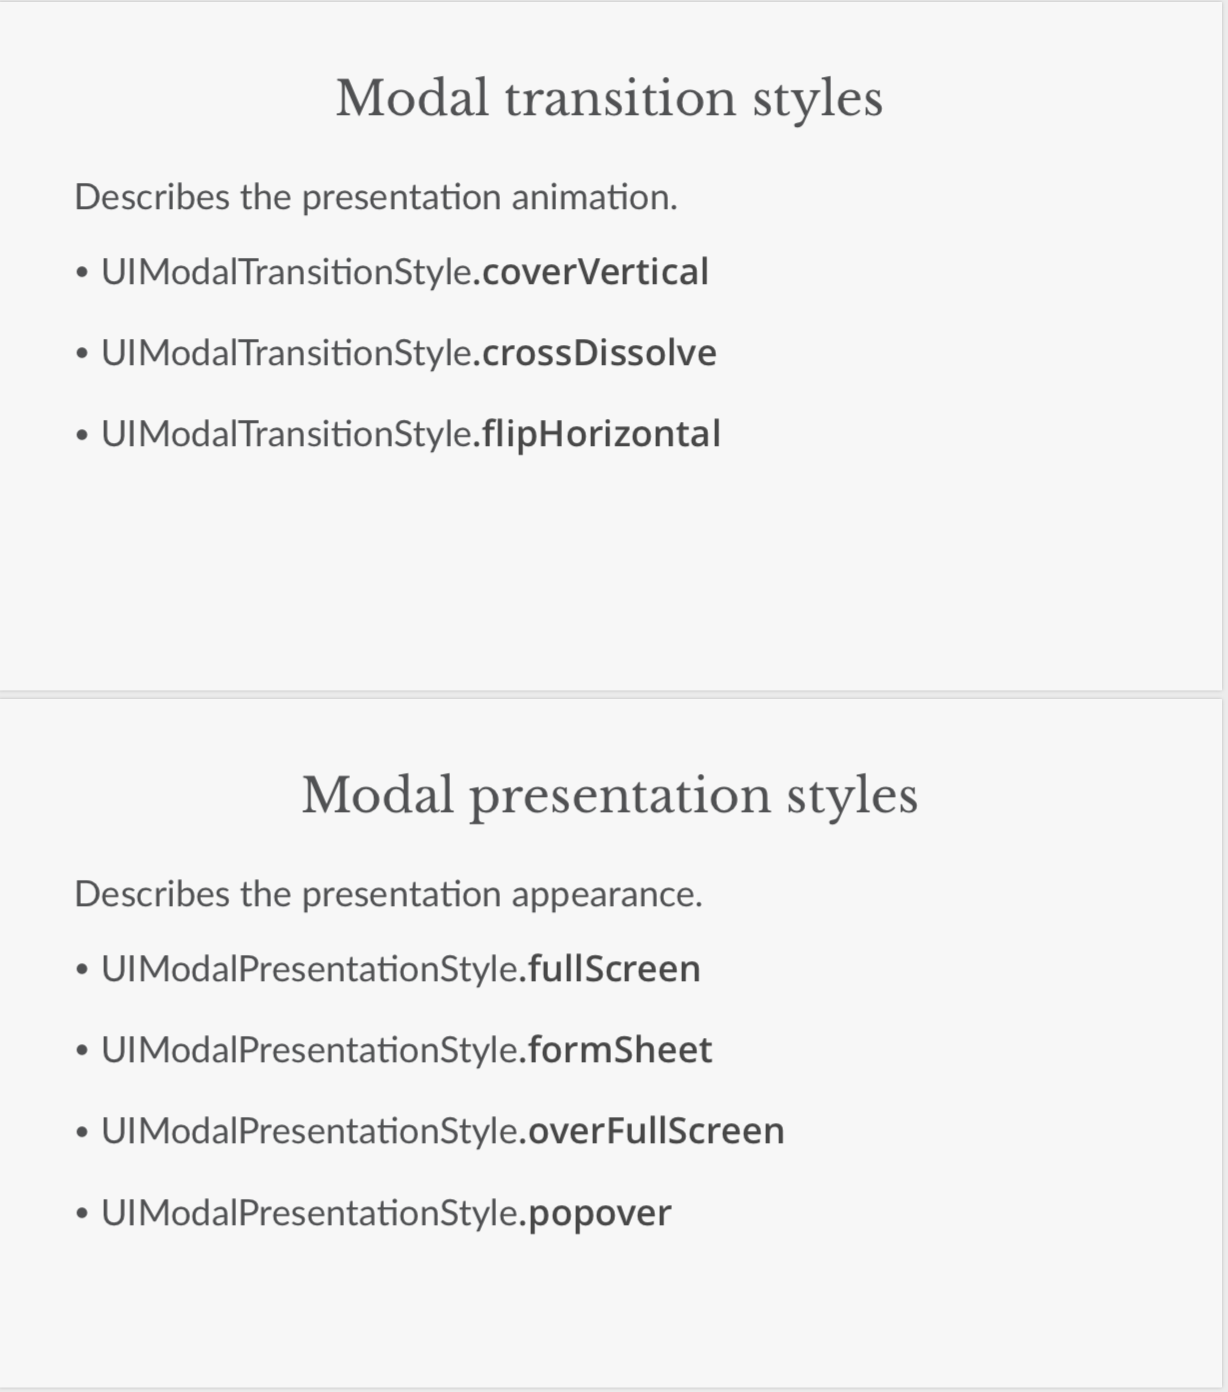 Modal transition styles
Describes the presentation animation.
• UIModalTransitionStyle.coverVertical
• UIModalTransitionStyle.crossDissolve
• UIModalTransitionStyle.flipHorizontal
Modal presentation styles
Describes the presentation appearance.
• UIModalPresentationStyle.fullScreen
• UIModalPresentationStyle.formSheet
• UIModalPresentationStyle.overFullScreen
• UIModalPresentationStyle.popover